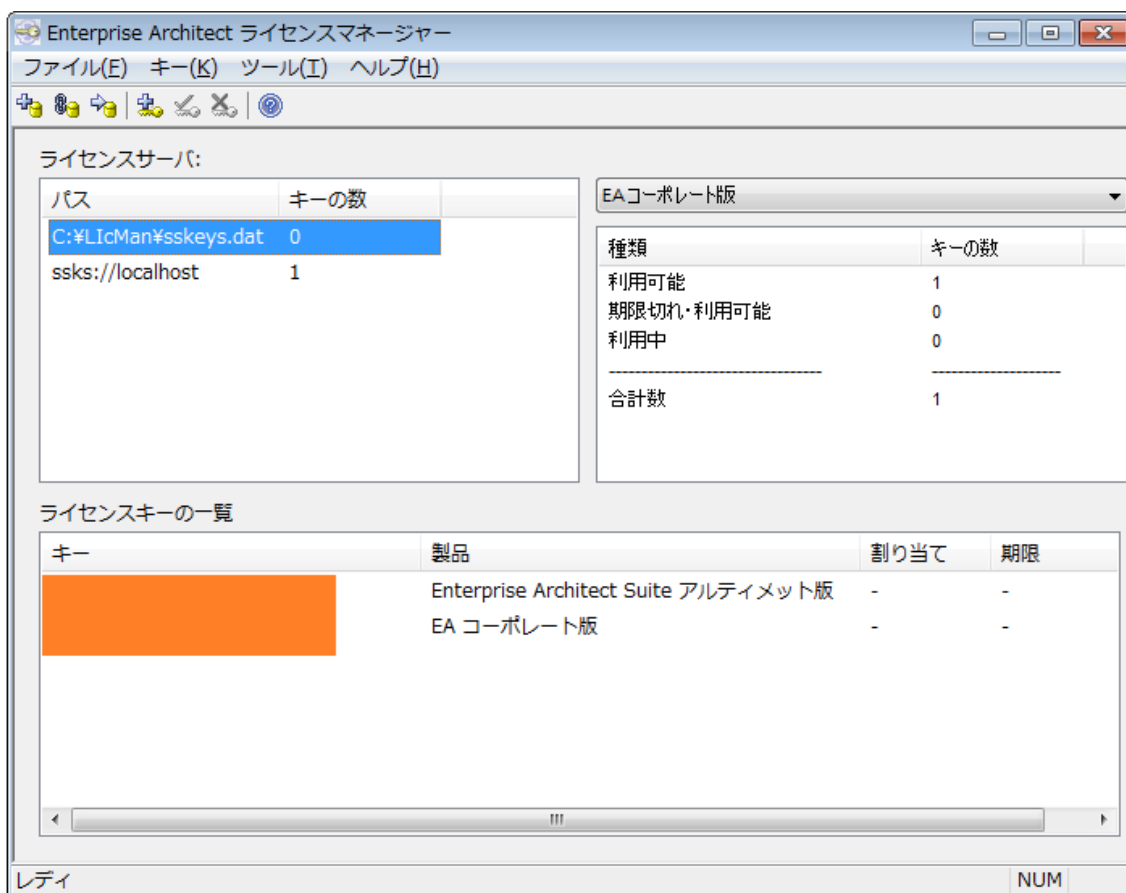 Enterprise Architect ライセンスマネージャー
ファイル(F) キー(K) ツール(T) ヘルプ(H)
ライセンスサーバ:
パス キーの数
C:¥LIcMan¥sskeys.dat 0
ssks://localhost 1
EAコーポレート版
種類 キーの数
利用可能 1
期限切れ・利用可能 0
利用中 0
合計数 1
ライセンスキーの一覧
キー 製品 割り当て 期限
Enterprise Architect Suite アルティメット版 - -
EA コーポレート版 - -
レディ NUM